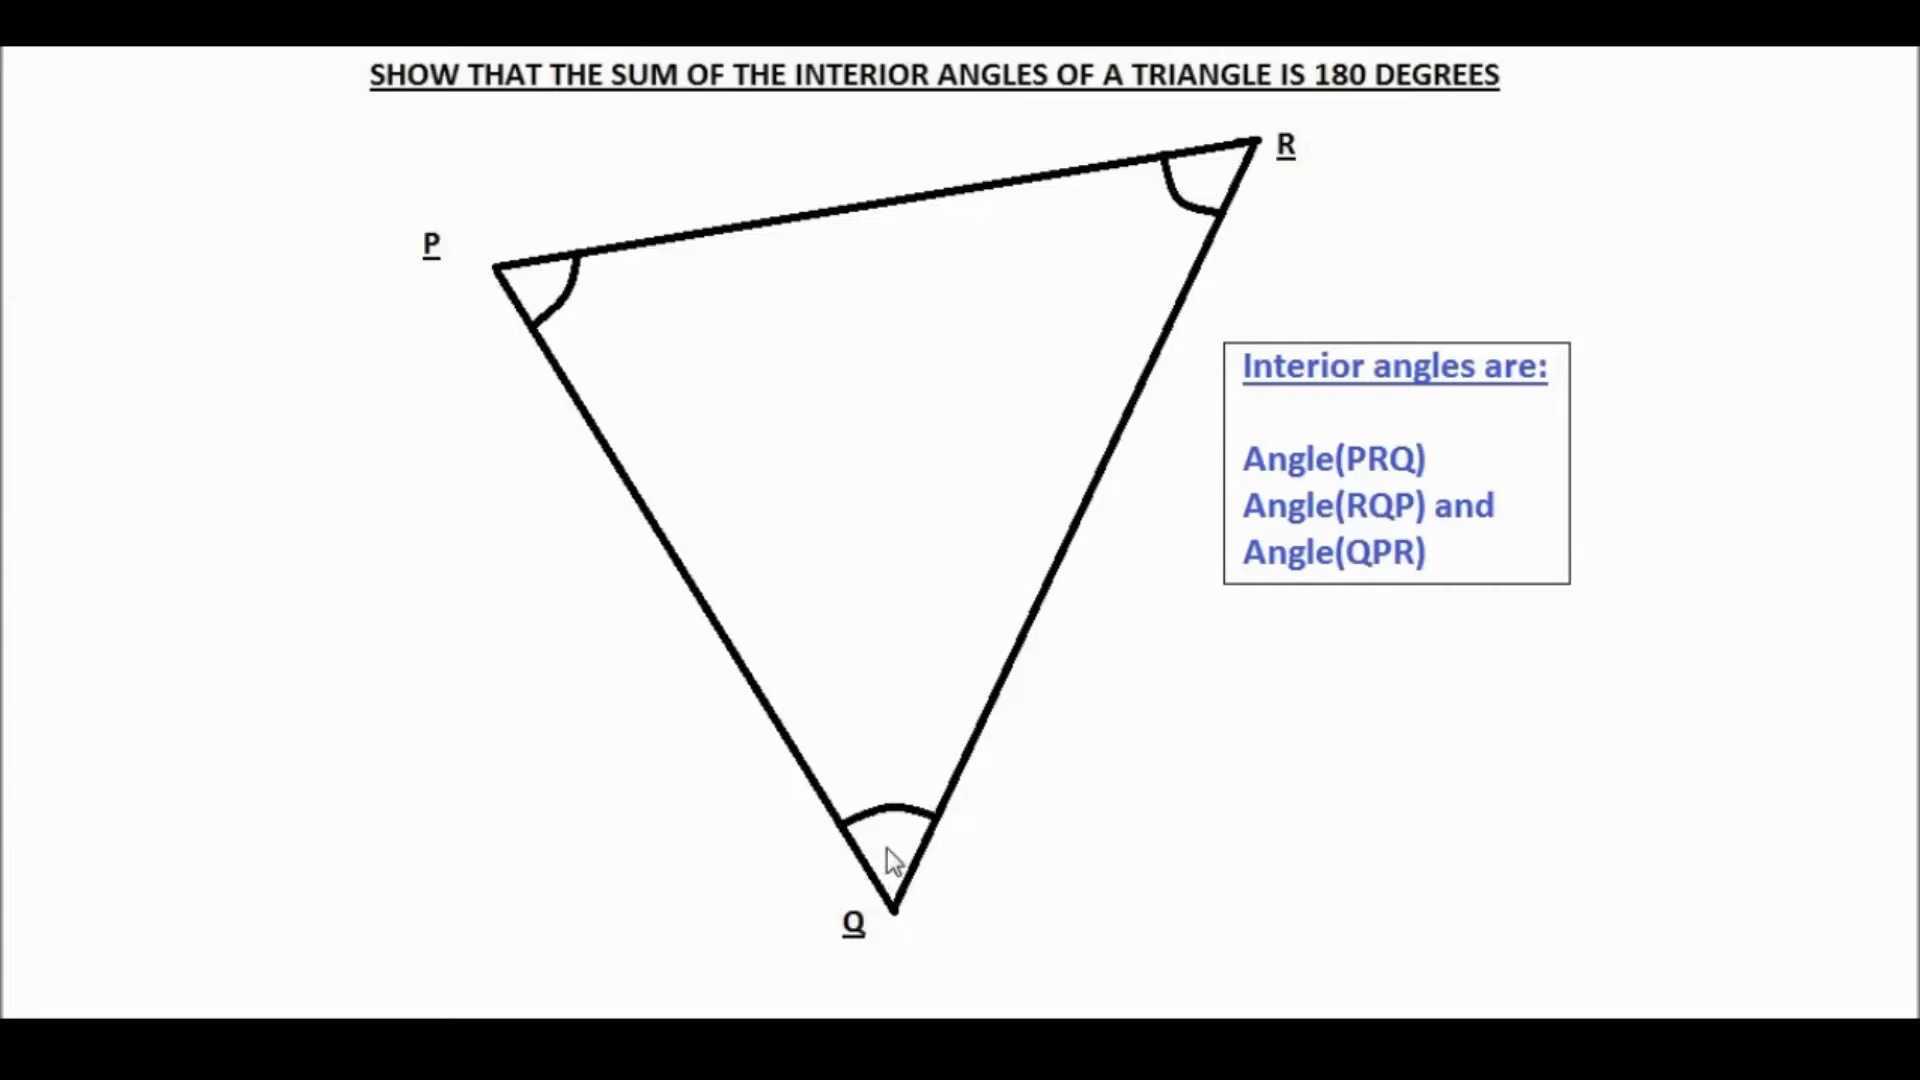 SHOW THAT THE SUM OF THE INTERIOR ANGLES OF A TRIANGLE IS 180 DEGREES
R
P
Interior angles are:
Angle(PRQ)
Angle(RQP) and
Angle(QPR)
Q